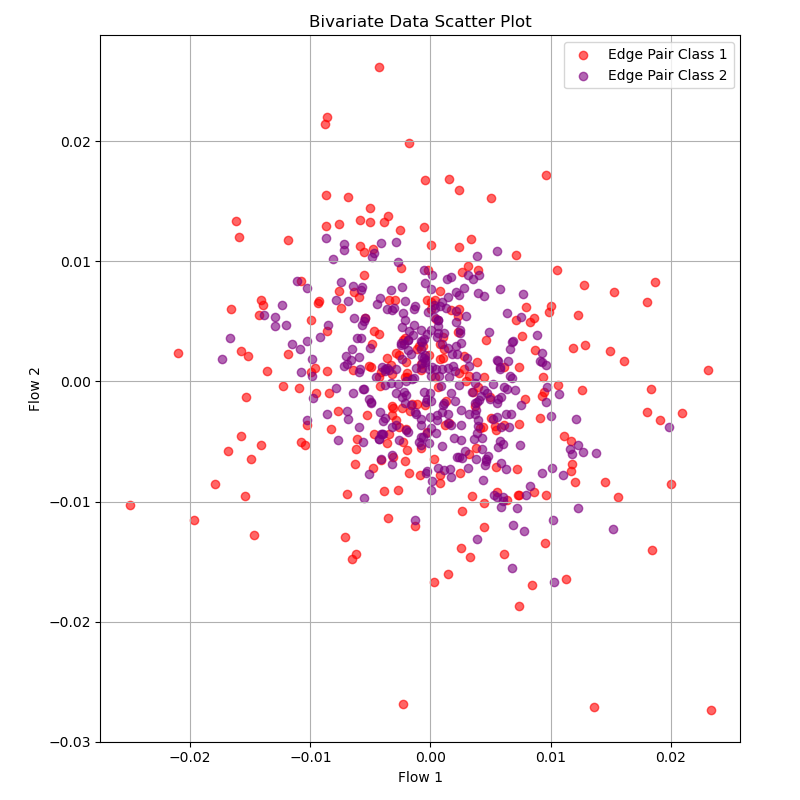 Bivariate Data Scatter Plot
Edge Pair Class 1
Edge Pair Class 2
0.02
0.01
0.00
−0.01
−0.02
−0.03
Flow 2
−0.02
−0.01
0.00
0.01
0.02
Flow 1